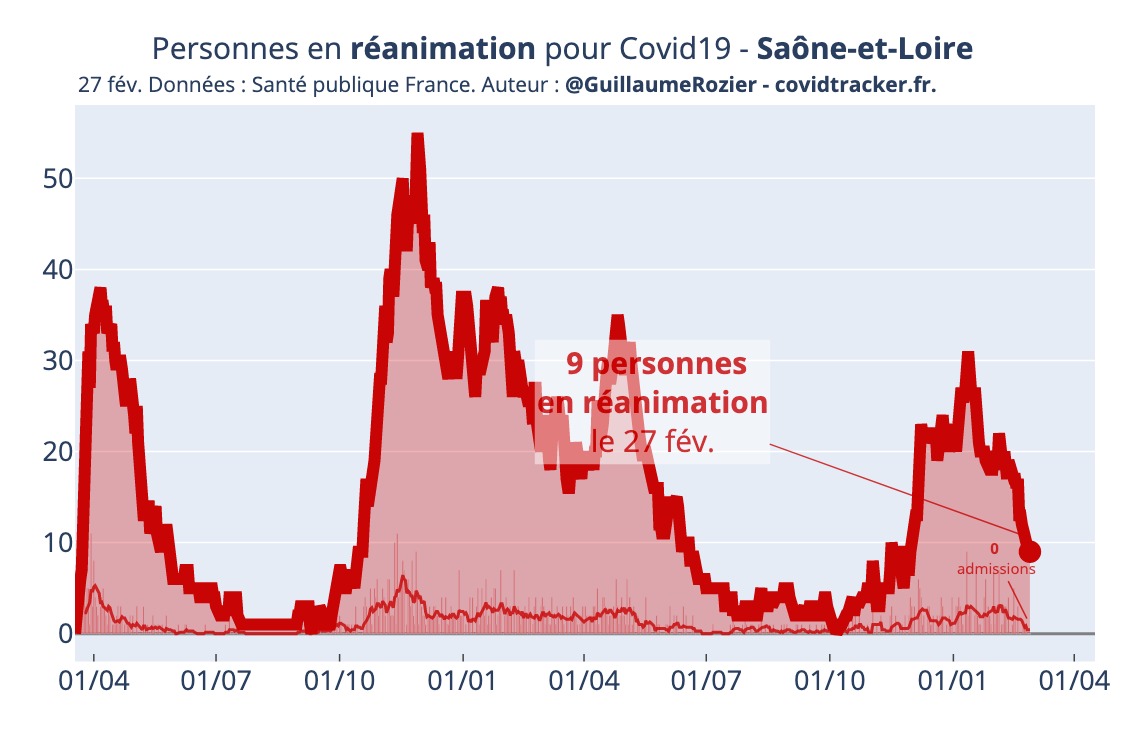 Personnes en réanimation pour Covid19 - Saône-et-Loire
27 fév. Données : Santé publique France. Auteur : @GuillaumeRozier - covidtracker.fr.
50
40
30
20
10
0
9 personnes
en réanimation
le 27 fév.
0
admissions
01/04 01/07 01/10 01/01 01/04 01/07 01/10 01/01 01/04